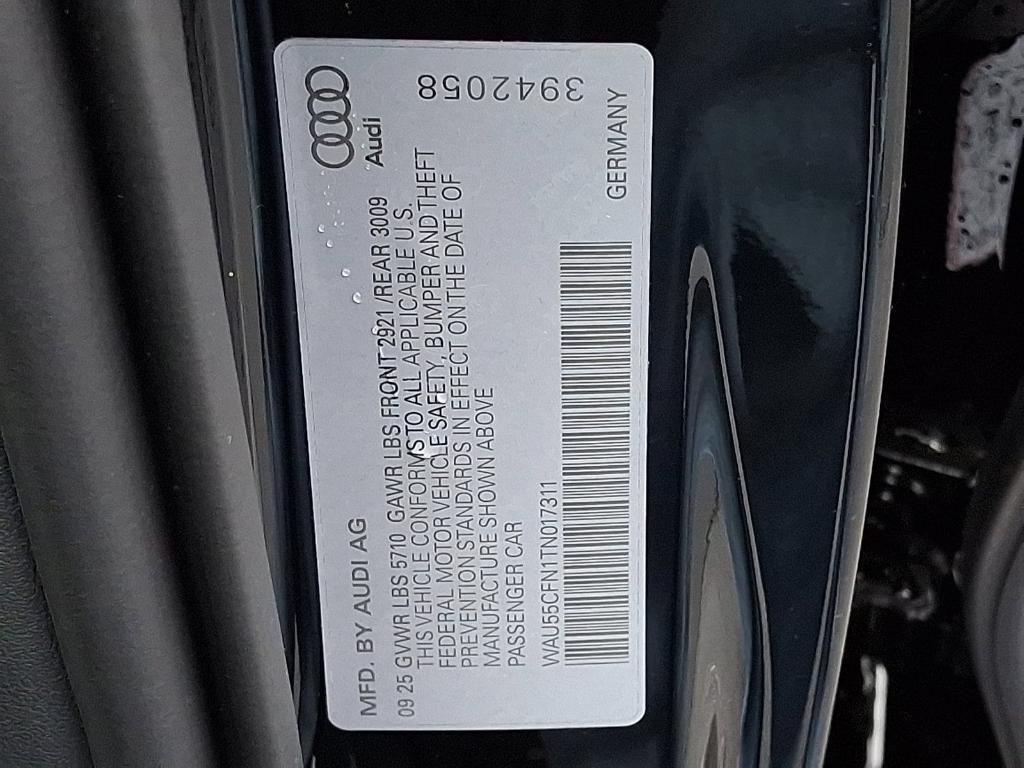 MFD. BY AUDI AG
Audi
09 25 GVWR LBS 5710 GAWR LBS FRONT 2921 /REAR 3009
THIS VEHICLE CONFORMS TO ALL APPLICABLE U.S.
FEDERAL MOTOR VEHICLE SAFETY, BUMPER AND THEFT
PREVENTION STANDARDS IN EFFECT ON THE DATE OF
MANUFACTURE SHOWN ABOVE
PASSENGER CAR
3942058
WAU55CFN1TN017311
GERMANY